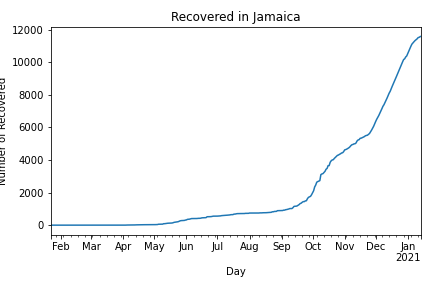 Recovered in Jamaica
Number of Recovered
12000
10000
8000
6000
4000
2000
0
Feb Mar Apr May Jun Jul Aug Sep Oct Nov Dec Jan
2021
Day